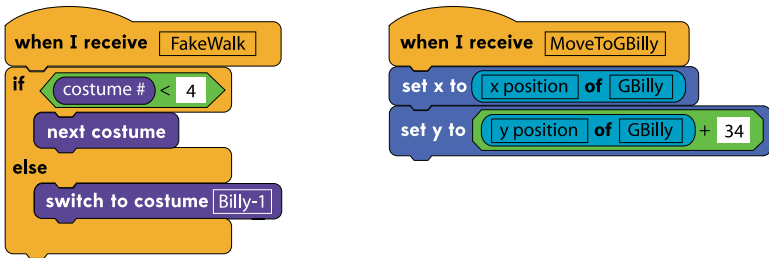 when I receive FakeWalk
if costume # < 4
next costume
else
switch to costume Billy-1
when I receive MoveToGBilly
set x to x position of GBilly
set y to y position of GBilly + 34